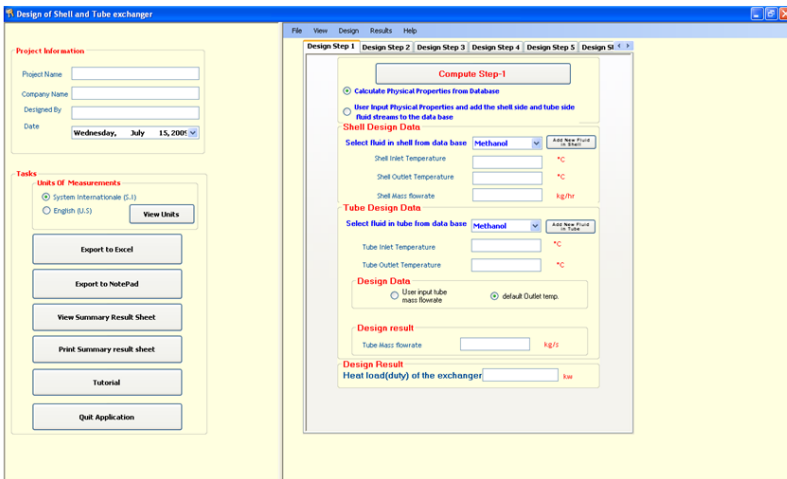 Design of Shell and Tube exchanger
Project Information
Project Name
Company Name
Designed By
Date
Wednesday, July 15, 2009
Tasks
Units Of Measurements
System Internationale (S.I)
English (U.S)
View Units
Export to Excel
Export to NotePad
View Summary Result Sheet
Print Summary result sheet
Tutorial
Quit Application
File View Design Results Help
Design Step 1 Design Step 2 Design Step 3 Design Step 4 Design Step 5 Design St
Compute Step-1
Calculate Physical Properties from Database
User Input Physical Properties and add the shell side and tube side
fluid streams to the data base
Shell Design Data
Select fluid in shell from data base Methanol Add New Fluid
in Shell
Shell Inlet Temperature °C
Shell Outlet Temperature °C
Shell Mass flowrate kg/hr
Tube Design Data
Select fluid in tube from data base Methanol Add New Fluid
in Tube
Tube Inlet Temperature °C
Tube Outlet Temperature °C
Design Data
User input tube
mass flowrate
default Outlet temp.
Design result
Tube Mass flowrate kg/s
Design Result
Heat load(duty) of the exchanger kw